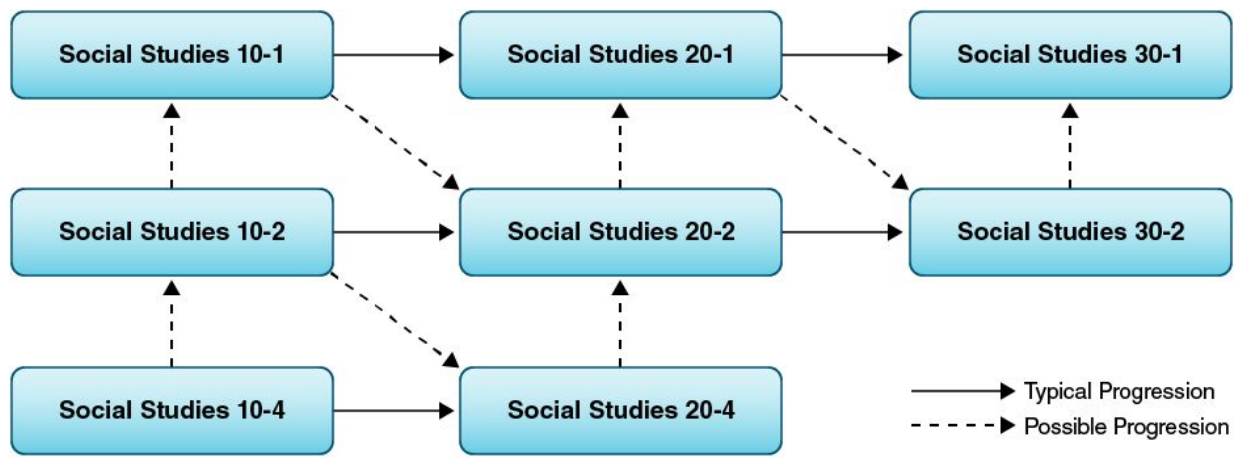 Social Studies 10-1
Social Studies 20-1
Social Studies 30-1
Social Studies 10-2
Social Studies 20-2
Social Studies 30-2
Social Studies 10-4
Social Studies 20-4
Typical Progression
Possible Progression